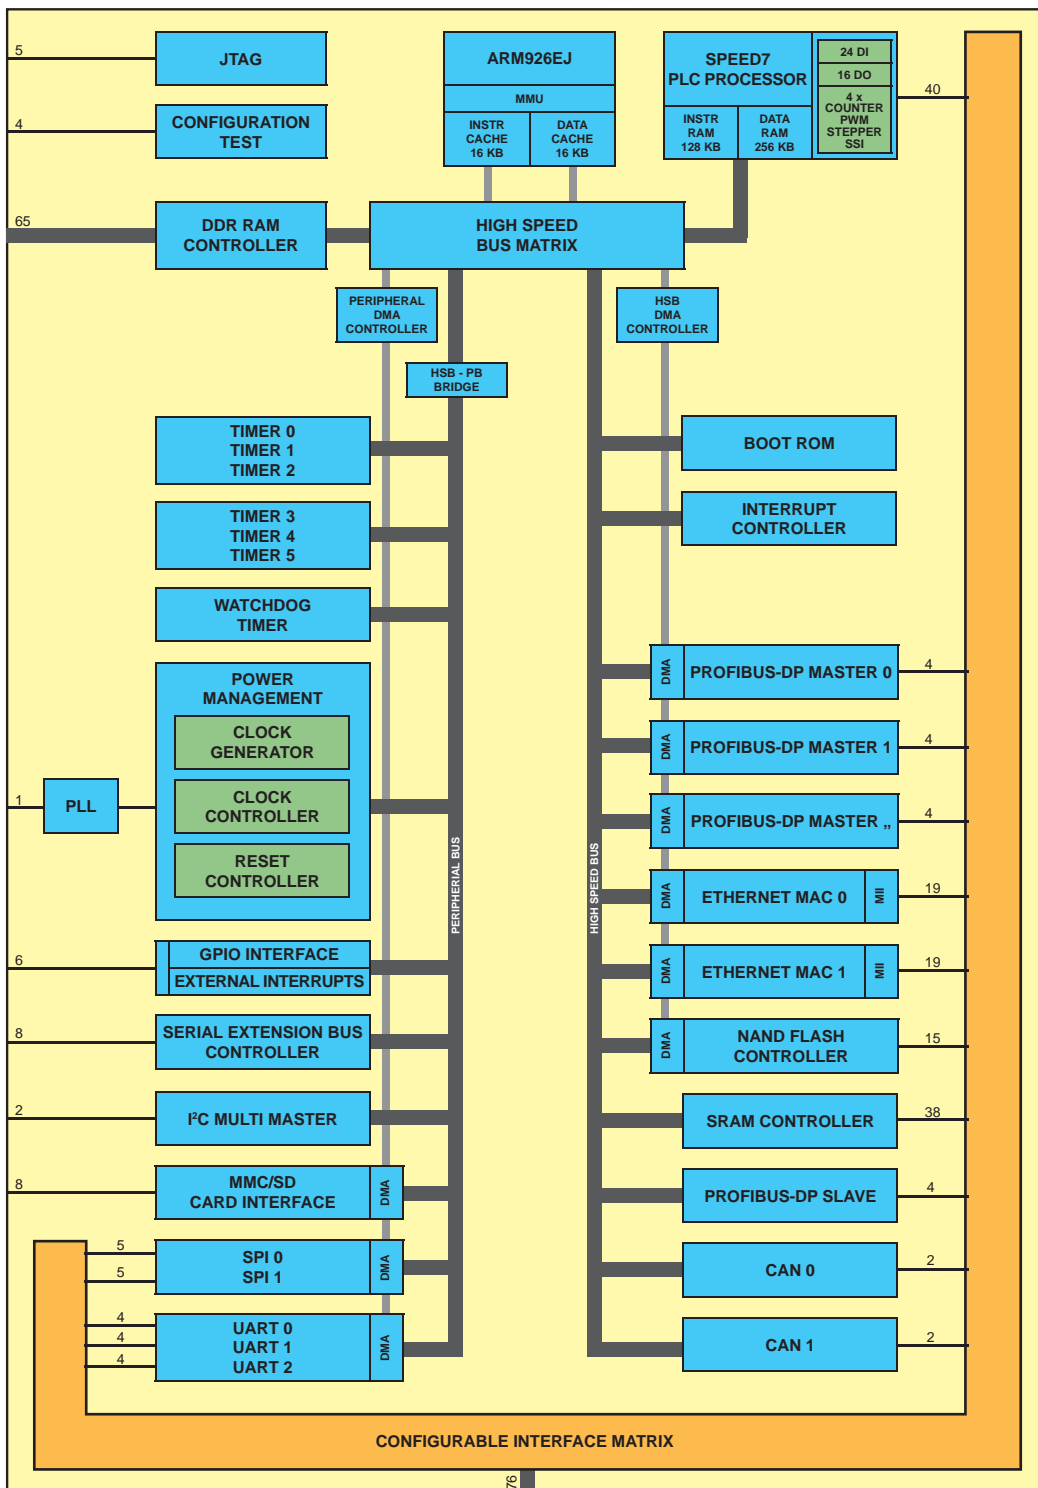 5
JTAG
4
CONFIGURATION
TEST
ARM926EJ
MMU
INSTR
CACHE
16 KB
DATA
CACHE
16 KB
SPEED7
PLC PROCESSOR
INSTR
RAM
128 KB
DATA
RAM
256 KB
24 DI
16 DO
4 x
COUNTER
PWM
STEPPER
SSI
40
65
DDR RAM
CONTROLLER
HIGH SPEED
BUS MATRIX
PERIPHERAL
DMA
CONTROLLER
HSB
DMA
CONTROLLER
HSB - PB
BRIDGE
TIMER 0
TIMER 1
TIMER 2
TIMER 3
TIMER 4
TIMER 5
WATCHDOG
TIMER
POWER
MANAGEMENT
CLOCK
GENERATOR
CLOCK
CONTROLLER
RESET
CONTROLLER
1
PLL
PERIPHERIAL BUS
6
GPIO INTERFACE
EXTERNAL INTERRUPTS
8
SERIAL EXTENSION BUS
CONTROLLER
2
I²C MULTI MASTER
8
MMC/SD
CARD INTERFACE
DMA
5
5
SPI 0
SPI 1
DMA
4
4
4
UART 0
UART 1
UART 2
DMA
HIGH SPEED BUS
BOOT ROM
INTERRUPT
CONTROLLER
DMA
PROFIBUS-DP MASTER 0
4
DMA
PROFIBUS-DP MASTER 1
4
DMA
PROFIBUS-DP MASTER „
4
DMA
ETHERNET MAC 0
MII
19
DMA
ETHERNET MAC 1
MII
19
DMA
NAND FLASH
CONTROLLER
15
SRAM CONTROLLER
38
PROFIBUS-DP SLAVE
4
CAN 0
2
CAN 1
2
CONFIGURABLE INTERFACE MATRIX
76